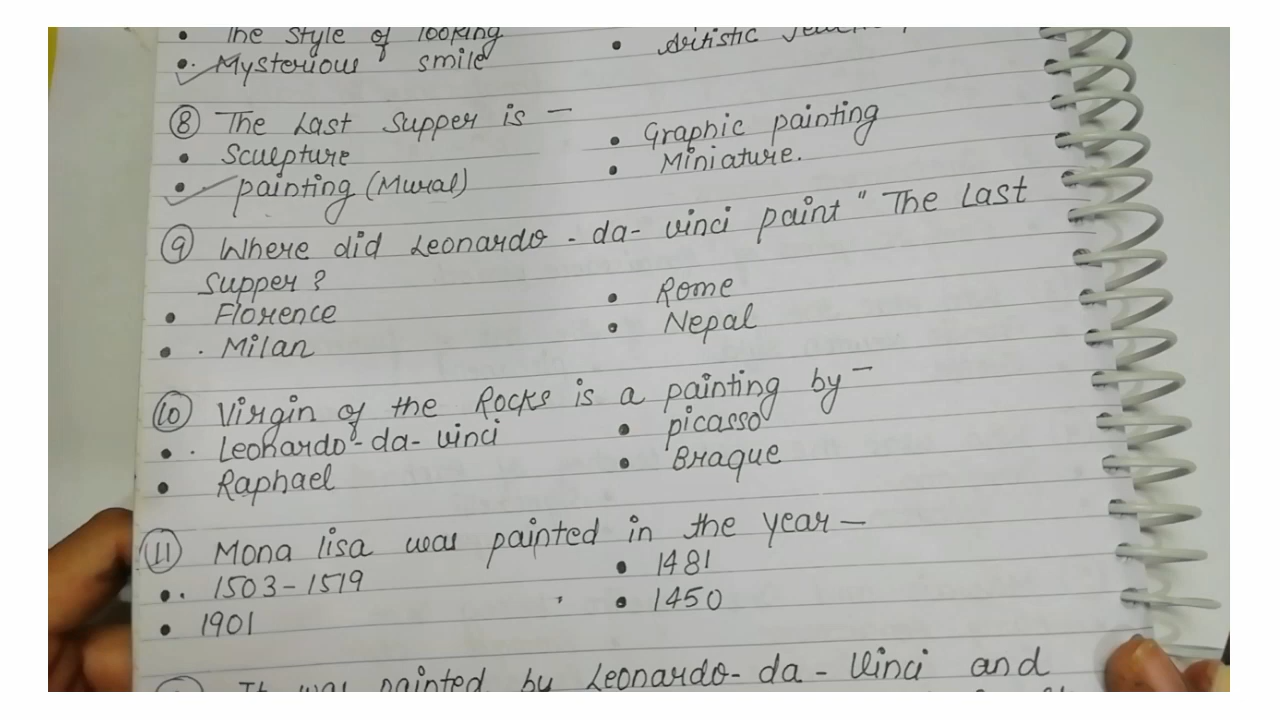 The style of looking
• Mysterious smile
• Artistic
⑧ The Last Supper is –
• Sculpture
• Graphic painting
• painting (Mural)
• Miniature.
⑨ Where did Leonardo-da-vinci paint "The Last
Supper?
• Florence
• Rome
• Milan
• Nepal
⑩ Virgin of the Rocks is a painting by –
• Leonardo-da-vinci
• picasso
• Raphael
• Braque
⑪ Mona lisa was painted in the year –
• 1503-1519
• 1481
• 1901
• 1450
It was painted by Leonardo-da-Vinci and